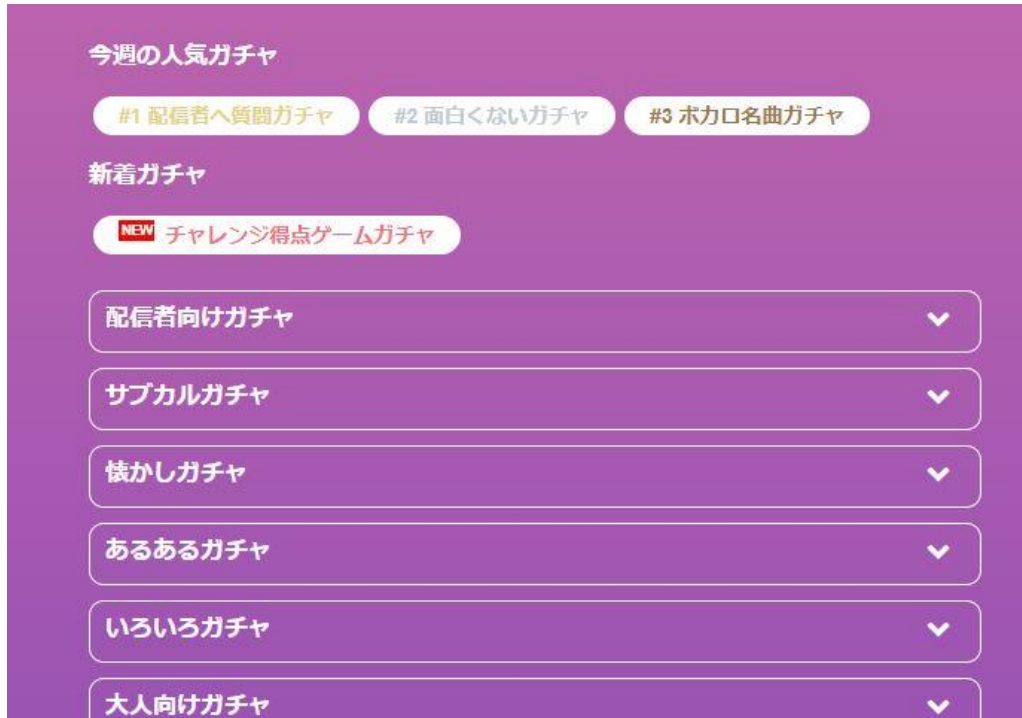 今週の人気ガチャ
#1 配信者へ質問ガチャ #2 面白くないガチャ #3 ボカロ名曲ガチャ
新着ガチャ
NEW チャレンジ得点ゲームガチャ
配信者向けガチャ
サブカルガチャ
懐かしガチャ
あるあるガチャ
いろいろガチャ
大人向けガチャ